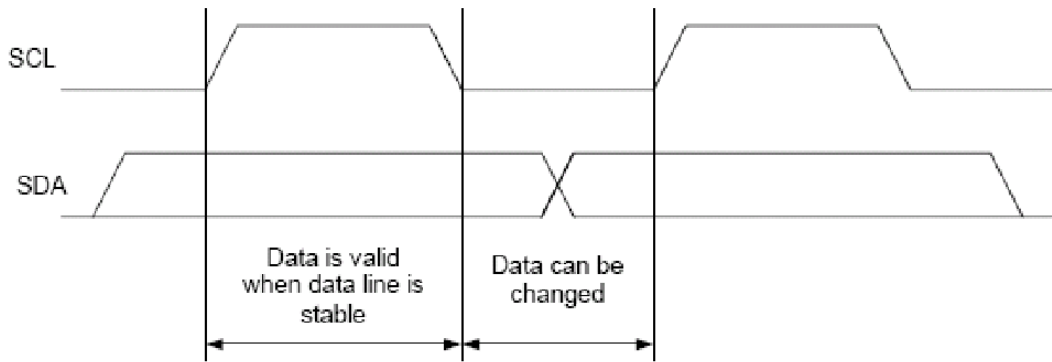 SCL
SDA
Data is valid
when data line is
stable
Data can be
changed